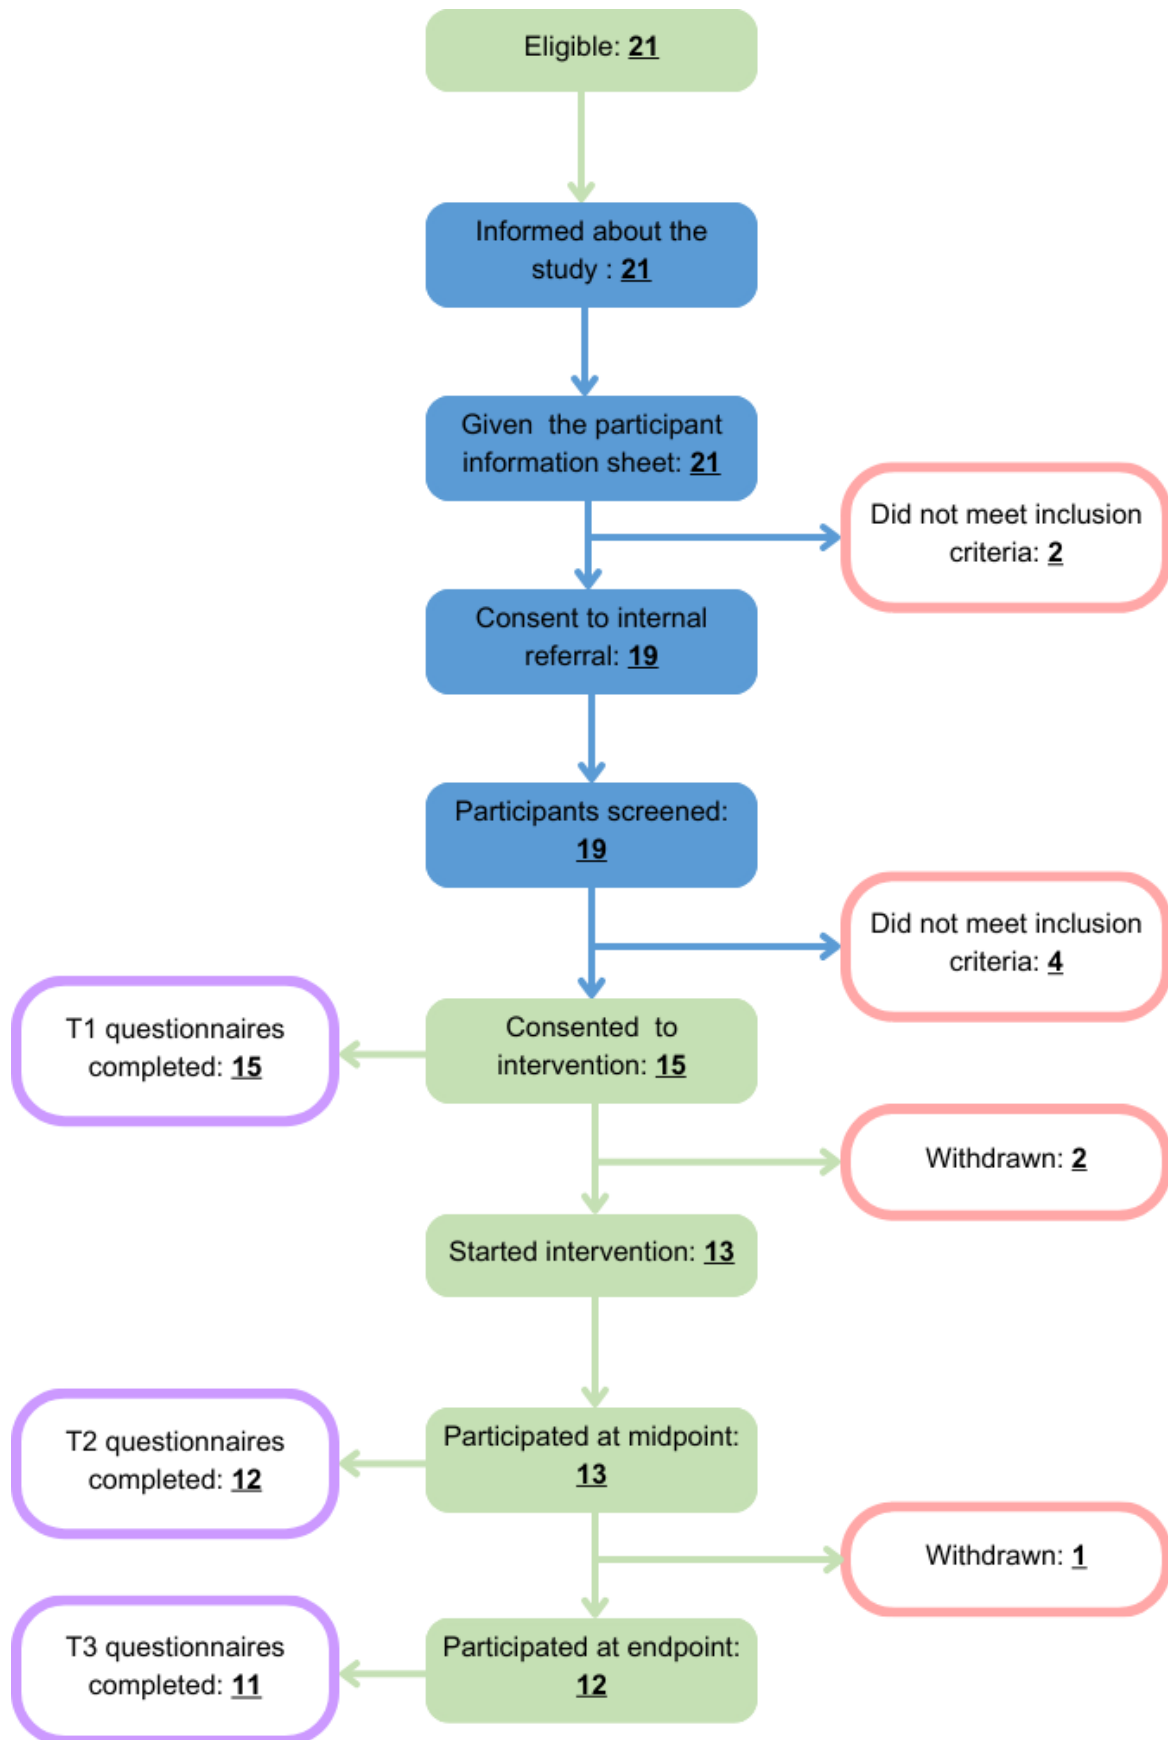 Eligible: 21
Informed about the
study : 21
Given  the participant
information sheet: 21
Did not meet inclusion
criteria: 2
Consent to internal
referral: 19
Participants screened:
19
Did not meet inclusion
criteria: 4
T1 questionnaires
completed: 15
Consented  to
intervention: 15
Withdrawn: 2
Started intervention: 13
T2 questionnaires
completed: 12
Participated at midpoint:
13
Withdrawn: 1
T3 questionnaires
completed: 11
Participated at endpoint:
12